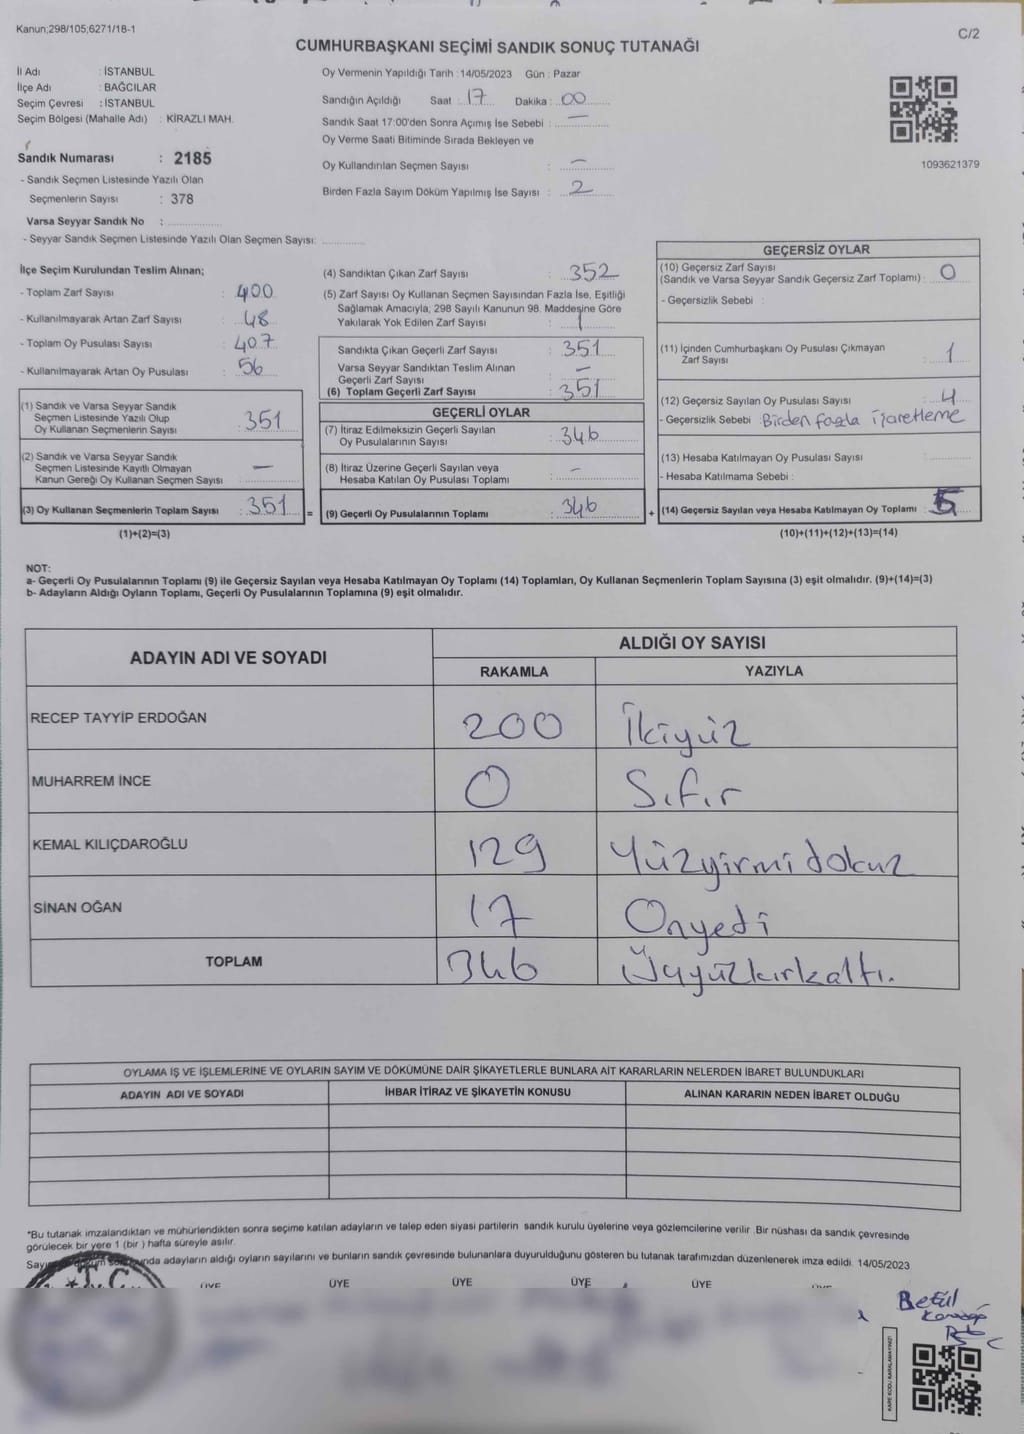 Kanun;298/105;6271/18-1
C/2
CUMHURBAŞKANI SEÇİMİ SANDIK SONUÇ TUTANAĞI
İl Adı : İSTANBUL
İlçe Adı : BAĞCILAR
Seçim Çevresi : İSTANBUL
Seçim Bölgesi (Mahalle Adı) : KİRAZLI MAH.
Sandık Numarası : 2185
- Sandık Seçmen Listesinde Yazılı Olan
Seçmenlerin Sayısı : 378
Varsa Seyyar Sandık No :
- Seyyar Sandık Seçmen Listesinde Yazılı Olan Seçmen Sayısı:
Oy Vermenin Yapıldığı Tarih : 14/05/2023 Gün : Pazar
Sandığın Açıldığı Saat : 17 Dakika : 00
Sandık Saat 17:00'den Sonra Açımış İse Sebebi : —
Oy Verme Saati Bitiminde Sırada Bekleyen ve
Oy Kullandırılan Seçmen Sayısı : —
Birden Fazla Sayım Döküm Yapılmış İse Sayısı : 2
1093621379
İlçe Seçim Kurulundan Teslim Alınan;
- Toplam Zarf Sayısı : 400
- Kullanılmayarak Artan Zarf Sayısı : 48
- Toplam Oy Pusulası Sayısı : 407
- Kullanılmayarak Artan Oy Pusulası : 56
(1) Sandık ve Varsa Seyyar Sandık
Seçmen Listesinde Yazılı Olup
Oy Kullanan Seçmenlerin Sayısı : 351
(2) Sandık ve Varsa Seyyar Sandık
Seçmen Listesinde Kayıtlı Olmayan
Kanun Gereği Oy Kullanan Seçmen Sayısı : —
(3) Oy Kullanan Seçmenlerin Toplam Sayısı : 351 =
(1)+(2)=(3)
(4) Sandıktan Çıkan Zarf Sayısı : 352
(5) Zarf Sayısı Oy Kullanan Seçmen Sayısından Fazla İse, Eşitliği
Sağlamak Amacıyla; 298 Sayılı Kanunun 98. Maddesine Göre
Yakılarak Yok Edilen Zarf Sayısı : 1
Sandıkta Çıkan Geçerli Zarf Sayısı : 351
Varsa Seyyar Sandıktan Teslim Alınan
Geçerli Zarf Sayısı : —
(6) Toplam Geçerli Zarf Sayısı : 351
GEÇERLİ OYLAR
(7) İtiraz Edilmeksizin Geçerli Sayılan
Oy Pusulalarının Sayısı : 346
(8) İtiraz Üzerine Geçerli Sayılan veya
Hesaba Katılan Oy Pusulası Toplamı : —
(9) Geçerli Oy Pusulalarının Toplamı : 346 +
GEÇERSİZ OYLAR
(10) Geçersiz Zarf Sayısı
(Sandık ve Varsa Seyyar Sandık Geçersiz Zarf Toplamı) : 0
- Geçersizlik Sebebi :
(11) İçinden Cumhurbaşkanı Oy Pusulası Çıkmayan
Zarf Sayısı : 1
(12) Geçersiz Sayılan Oy Pusulası Sayısı : 4
- Geçersizlik Sebebi : Birden fazla işaretleme
(13) Hesaba Katılmayan Oy Pusulası Sayısı :
- Hesaba Katılmama Sebebi :
(14) Geçersiz Sayılan veya Hesaba Katılmayan Oy Toplamı : 5
(10)+(11)+(12)+(13)=(14)
NOT:
a- Geçerli Oy Pusulalarının Toplamı (9) ile Geçersiz Sayılan veya Hesaba Katılmayan Oy Toplamı (14) Toplamları, Oy Kullanan Seçmenlerin Toplam Sayısına (3) eşit olmalıdır. (9)+(14)=(3)
b- Adayların Aldığı Oyların Toplamı, Geçerli Oy Pusulalarının Toplamına (9) eşit olmalıdır.
ADAYIN ADI VE SOYADI ALDIĞI OY SAYISI
RAKAMLA YAZIYLA
RECEP TAYYİP ERDOĞAN 200 İkiyüz
MUHARREM İNCE 0 Sıfır
KEMAL KILIÇDAROĞLU 129 Yüzyirmidokuz
SİNAN OĞAN 17 Onyedi
TOPLAM 346 Üçyüzkırkaltı.
OYLAMA İŞ VE İŞLEMLERİNE VE OYLARIN SAYIM VE DÖKÜMÜNE DAİR ŞİKAYETLERLE BUNLARA AİT KARARLARIN NELERDEN İBARET BULUNDUKLARI
ADAYIN ADI VE SOYADI İHBAR İTİRAZ VE ŞİKAYETİN KONUSU ALINAN KARARIN NEDEN İBARET OLDUĞU
*Bu tutanak imzalandıktan ve mühürlendikten sonra seçime katılan adayların ve talep eden siyasi partilerin sandık kurulu üyelerine veya gözlemcilerine verilir .Bir nüshası da sandık çevresinde
görülecek bir yere 1 (bir ) hafta süreyle asılır.
adayların aldığı oyların sayılarını ve bunların sandık çevresinde bulunanlara duyurulduğunu gösteren bu tutanak tarafımızdan düzenlenerek imza edildi. 14/05/2023
T.C.
ÜYE ÜYE ÜYE ÜYE ÜYE ÜYE
Betül
KARE KODU KARALAMAYINIZ!